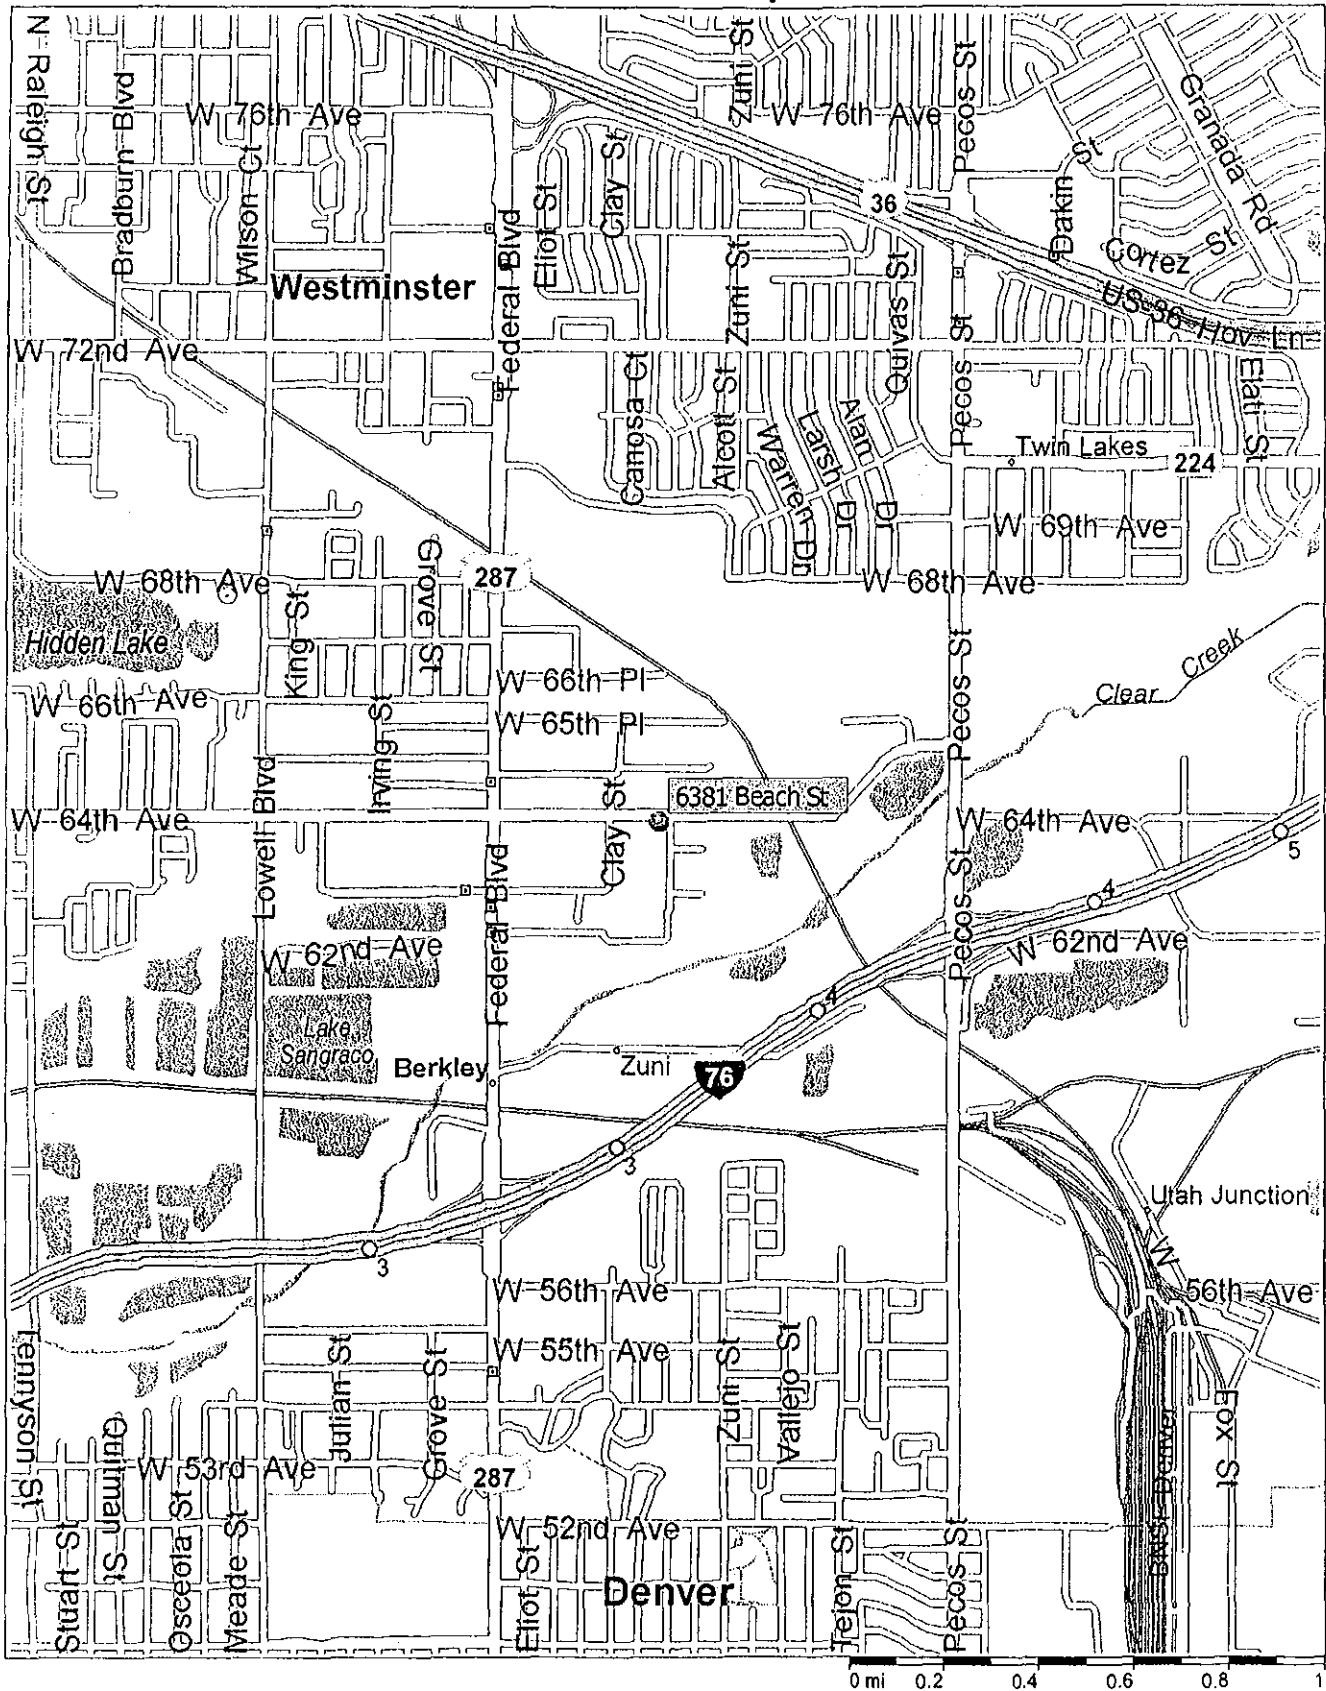 N Raleigh St
Bradburn Blvd
W 76th Ave
Wilson Ct
Zuni St
W 76th Ave
Pecos St
Granada Rd
Dakin St
Cortez St
36
Clay St
Eliot St
Federal Blvd
Westminster
Zuni St
Quivas St
US-36 Hov Ln
W 72nd Ave
Pecos St
Elati St
Canosa Ct
Alcott St
Warren Dr
Larsh Dr
Alam Dr
Twin Lakes
224
W 69th Ave
W 68th Ave
Grove St
287
W 68th Ave
Hidden Lake
King St
W 66th Pl
W 66th Ave
Irving St
W 65th Pl
Pecos St
Clear Creek
Lowell Blvd
Clay St
6381 Beach St
W 64th Ave
W 64th Ave
5
4
Federal Blvd
Pecos St
W 62nd Ave
W 62nd Ave
4
Lake
Sangraco
Berkley
Zuni
76
3
Utah Junction
3
W 56th Ave
W 56th Ave
Tennyson St
W 55th Ave
Julian St
Grove St
Zuni St
Vallejo St
Fox St
BNSF-Denver
Quitman St
W 53rd Ave
287
Stuart St
Osceola St
Meade St
W 52nd Ave
Eliot St
Denver
Tejon St
Pecos St
0 mi 0.2 0.4 0.6 0.8 1